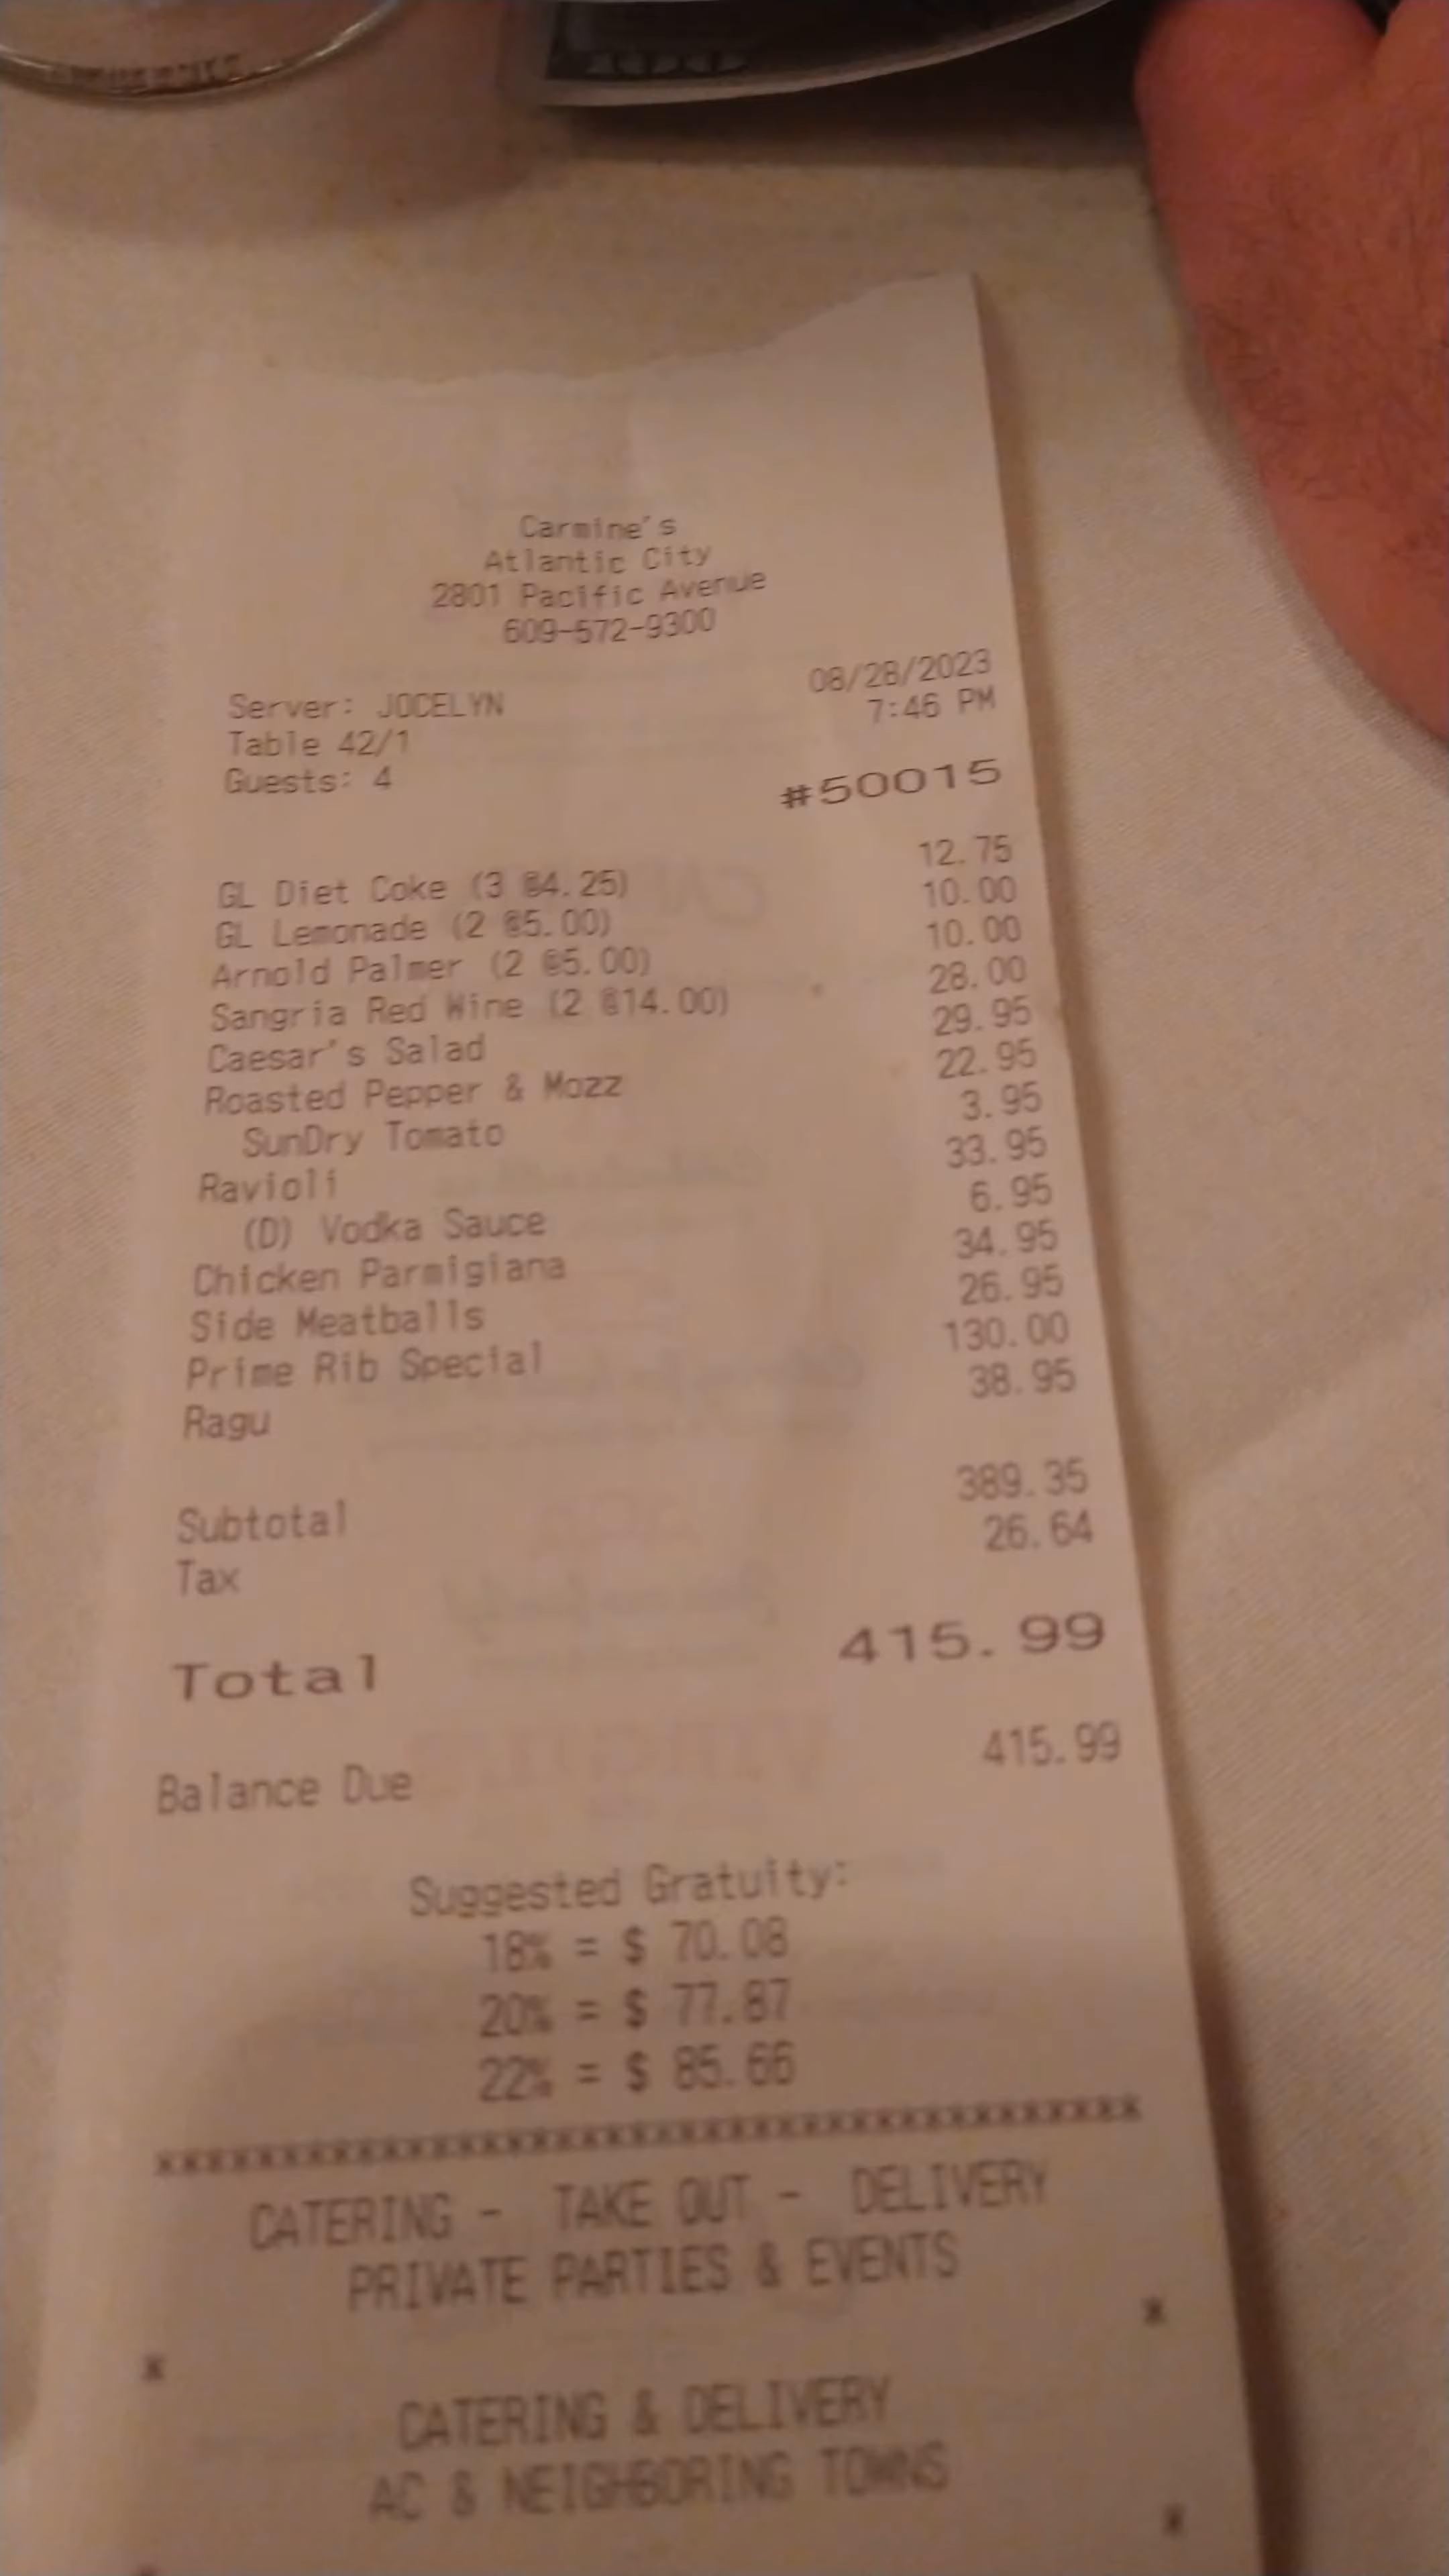 Carmine's
Atlantic City
2801 Pacific Avenue
609-572-9300
08/28/2023
Server: JOCELYN 7:46 PM
Table 42/1
Guests: 4 #50015
GL Diet Coke (3 @4.25) 12.75
GL Lemonade (2 @5.00) 10.00
Arnold Palmer (2 @5.00) 10.00
Sangria Red Wine (2 @14.00) 28.00
Caesar's Salad 29.95
Roasted Pepper & Mozz 22.95
SunDry Tomato 3.95
Ravioli 33.95
(D) Vodka Sauce 6.95
Chicken Parmigiana 34.95
Side Meatballs 26.95
Prime Rib Special 130.00
Ragu 38.95
Subtotal 389.35
Tax 26.64
Total 415.99
Balance Due 415.99
Suggested Gratuity:
18% = $ 70.08
20% = $ 77.87
22% = $ 85.66
****************************************
CATERING - TAKE OUT - DELIVERY
PRIVATE PARTIES & EVENTS
* *
CATERING & DELIVERY
AC & NEIGHBORING TOWNS
*